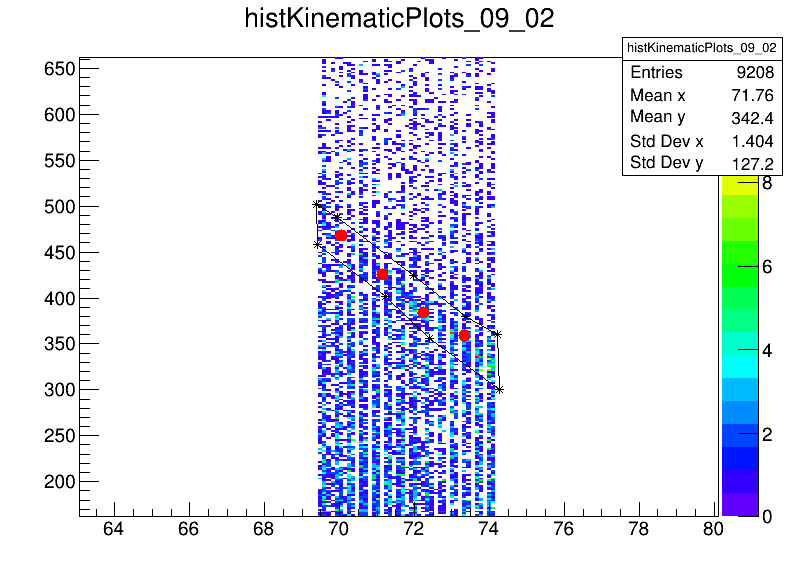 histKinematicPlots_09_02
histKinematicPlots_09_02
Entries 9208
Mean x 71.76
Mean y 342.4
Std Dev x 1.404
Std Dev y 127.2
650
600
550
500
450
400
350
300
250
200
8
6
4
2
0
64 66 68 70 72 74 76 78 80